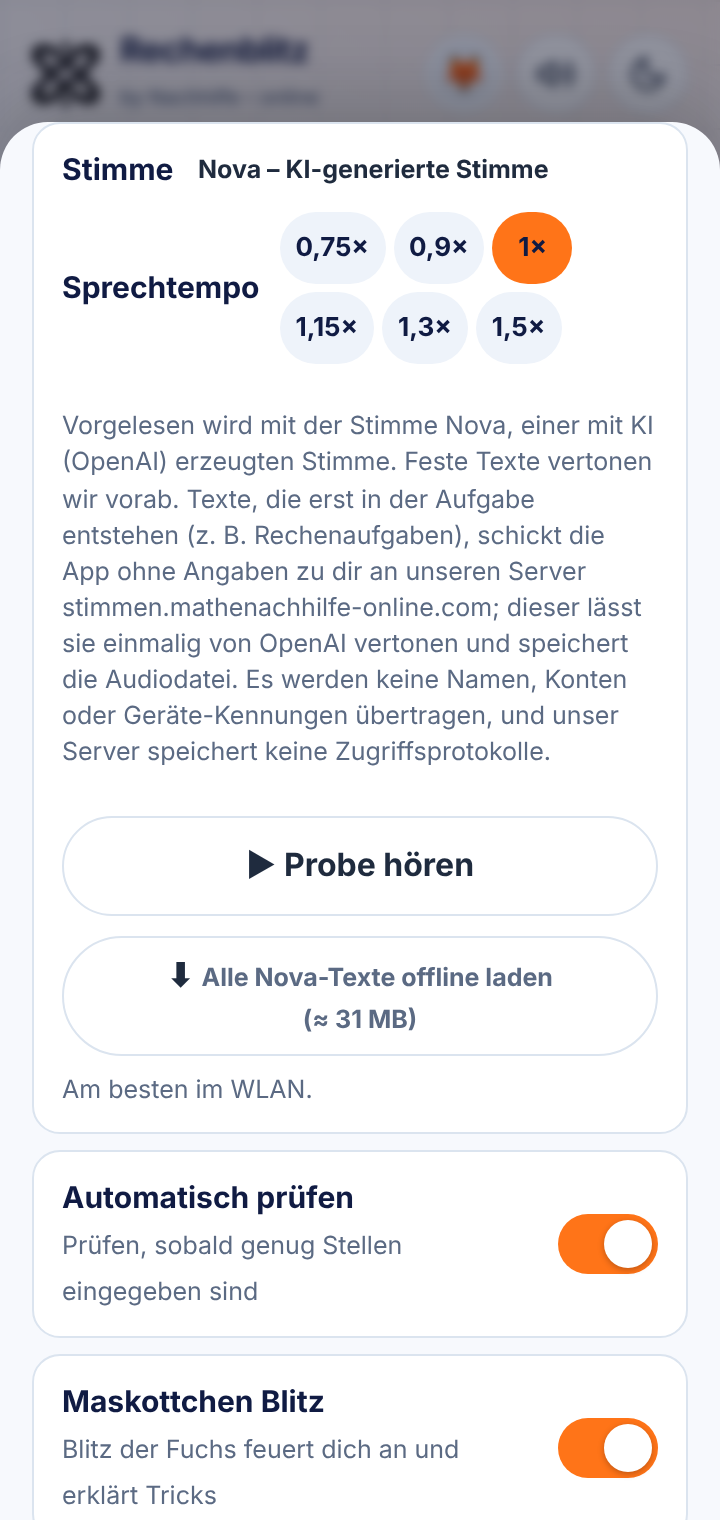 Rechenblitz
Stimme Nova – KI-generierte Stimme
0,75× 0,9× 1×
Sprechtempo
1,15× 1,3× 1,5×
Vorgelesen wird mit der Stimme Nova, einer mit KI
(OpenAI) erzeugten Stimme. Feste Texte vertonen
wir vorab. Texte, die erst in der Aufgabe
entstehen (z. B. Rechenaufgaben), schickt die
App ohne Angaben zu dir an unseren Server
stimmen.mathenachhilfe-online.com; dieser lässt
sie einmalig von OpenAI vertonen und speichert
die Audiodatei. Es werden keine Namen, Konten
oder Geräte-Kennungen übertragen, und unser
Server speichert keine Zugriffsprotokolle.
▶ Probe hören
⬇ Alle Nova-Texte offline laden
(≈ 31 MB)
Am besten im WLAN.
Automatisch prüfen
Prüfen, sobald genug Stellen
eingegeben sind
Maskottchen Blitz
Blitz der Fuchs feuert dich an und
erklärt Tricks